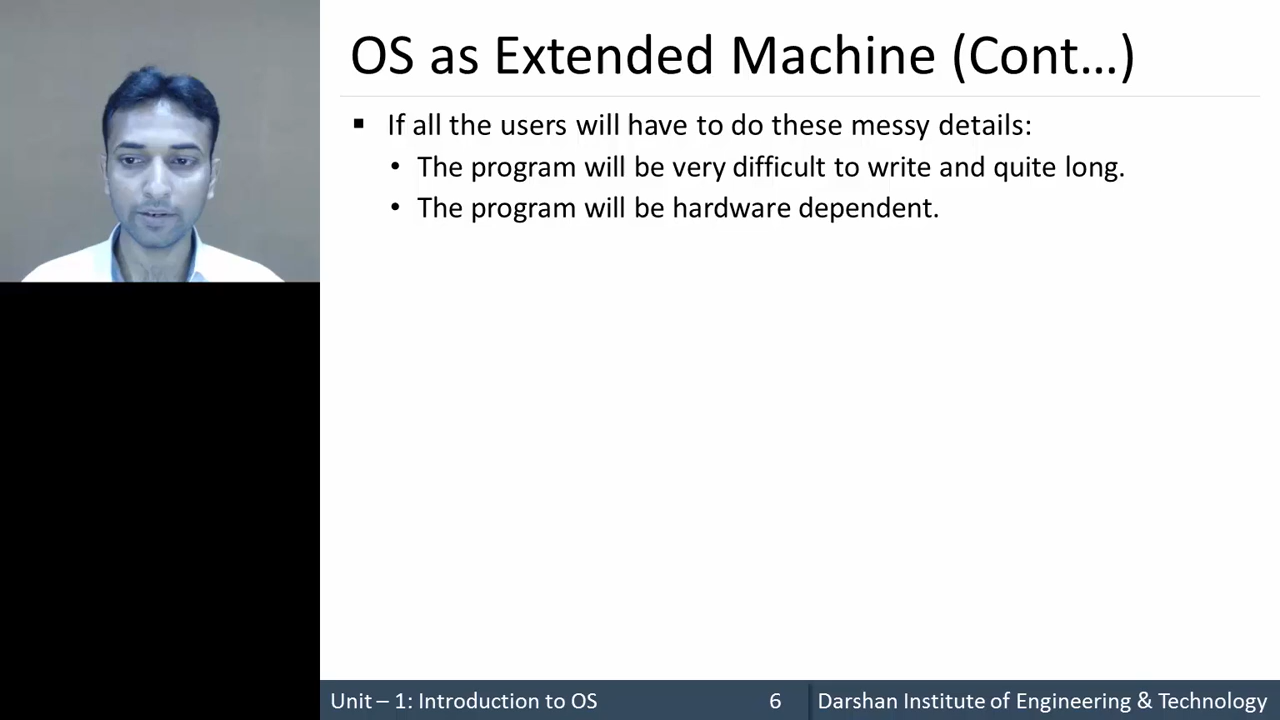 OS as Extended Machine (Cont…)
▪ If all the users will have to do these messy details:
• The program will be very difficult to write and quite long.
• The program will be hardware dependent.
Unit – 1: Introduction to OS 6 Darshan Institute of Engineering & Technology